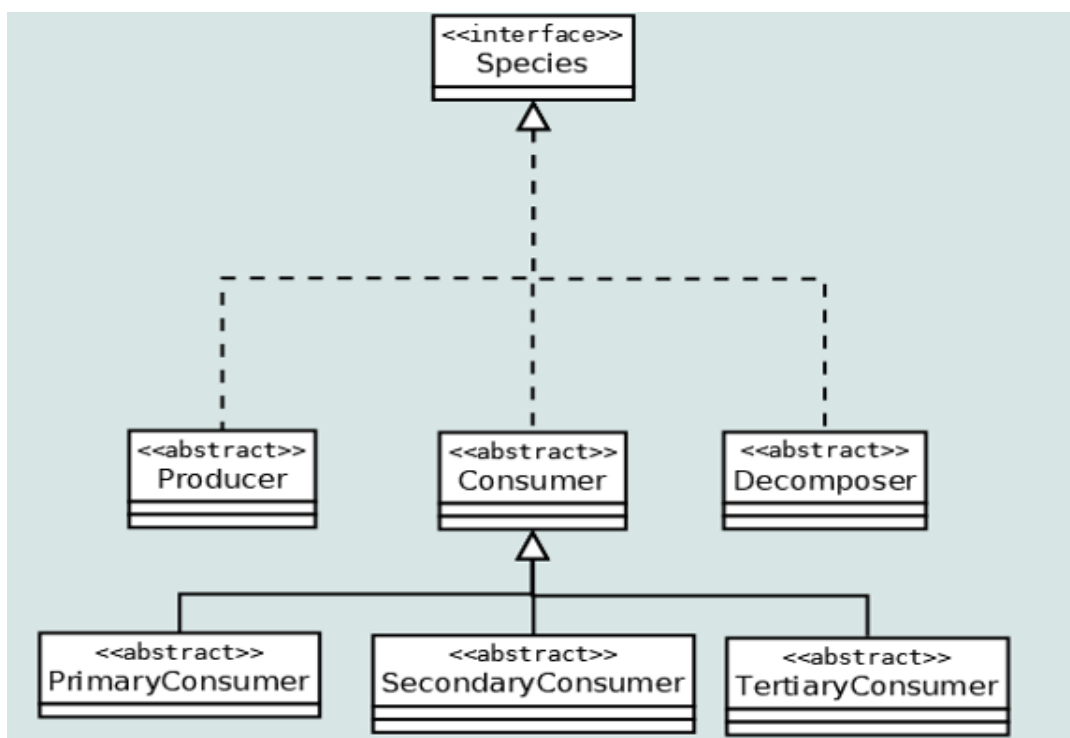 <<interface>>
Species
<<abstract>>
Producer
<<abstract>>
Consumer
<<abstract>>
Decomposer
<<abstract>>
PrimaryConsumer
<<abstract>>
SecondaryConsumer
<<abstract>>
TertiaryConsumer